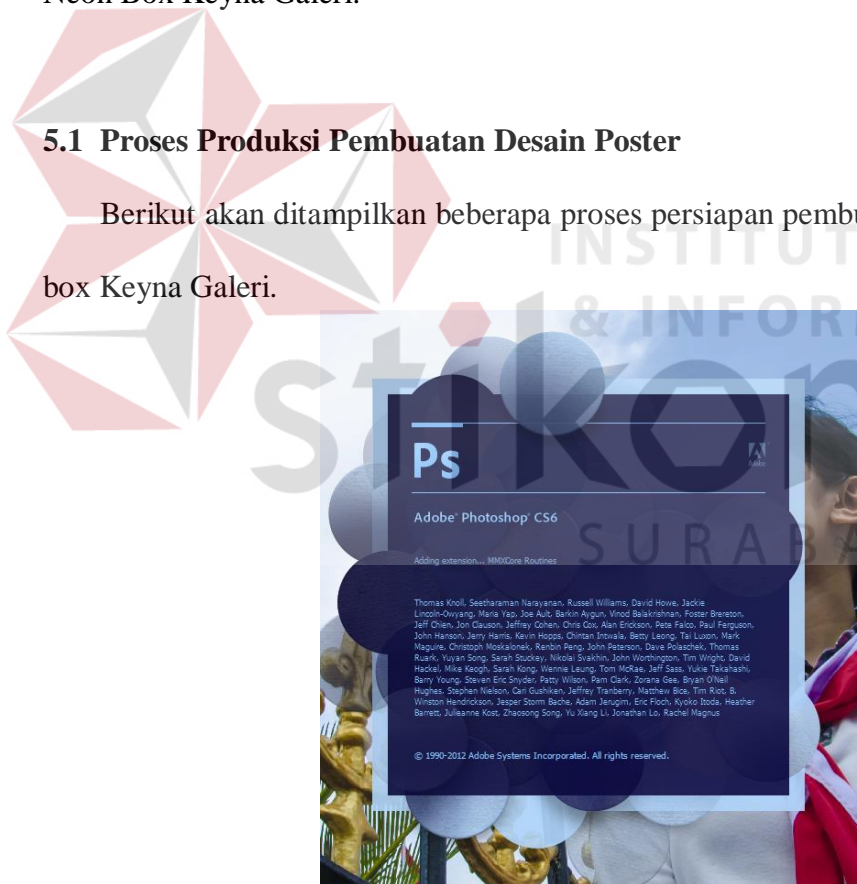 Neon Box Keyna Galeri.
5.1 Proses Produksi Pembuatan Desain Poster
Berikut akan ditampilkan beberapa proses persiapan
box Keyna Galeri.
INSTITUT
& INFOR
stikom
SURABA
Ps
Adobe
Adobe® Photoshop® CS6
Adding extension... MMXCore Routines
Thomas Knoll, Seetharaman Narayanan, Russell Williams, David Howe, Jackie
Lincoln-Owyang, Maria Yap, Joe Ault, Barkin Aygun, Vinod Balakrishnan, Foster Brereton,
Jeff Chien, Jon Clauson, Jeffrey Cohen, Chris Cox, Alan Erickson, Pete Falco, Paul Ferguson,
John Hanson, Jerry Harris, Kevin Hopps, Chintan Intwala, Betty Leong, Tai Luxon, Mark
Maguire, Christoph Moskalonek, Renbin Peng, John Peterson, Dave Polaschek, Thomas
Ruark, Yuyan Song, Sarah Stuckey, Nikolai Svakhin, John Worthington, Tim Wright, David
Hackel, Mike Keogh, Sarah Kong, Wennie Leung, Tom McRae, Jeff Sass, Yukie Takahashi,
Barry Young, Steven Eric Snyder, Patty Wilson, Pam Clark, Zorana Gee, Bryan O'Neil
Hughes, Stephen Nielson, Cari Gushiken, Jeffrey Tranberry, Matthew Bice, Tim Riot, B.
Winston Hendrickson, Jesper Storm Bache, Adam Jerugim, Eric Floch, Kyoko Itoda, Heather
Barrett, Julieanne Kost, Zhaosong Song, Yu Xiang Li, Jonathan Lo, Rachel Magnus
© 1990-2012 Adobe Systems Incorporated. All rights reserved.